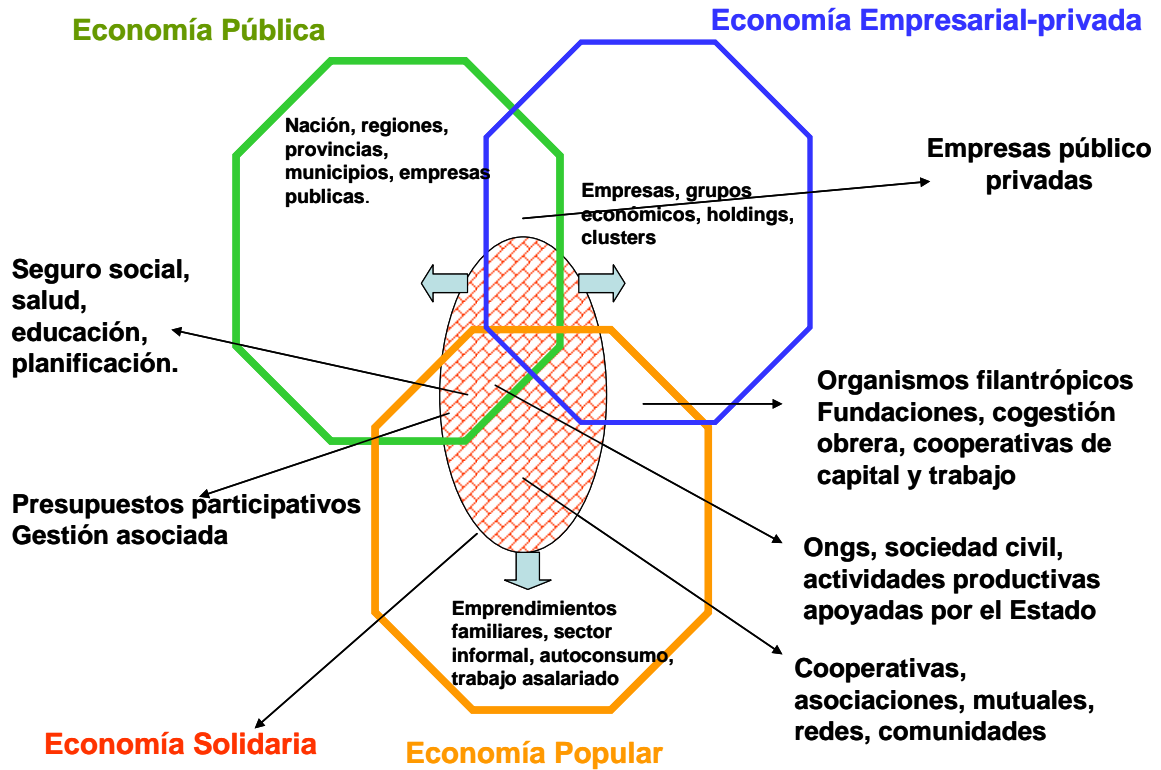 Economía Pública
Economía Empresarial-privada
Nación, regiones,
provincias,
municipios, empresas
publicas.
Empresas, grupos
económicos, holdings,
clusters
Empresas público
privadas
Seguro social,
salud,
educación,
planificación.
Organismos filantrópicos
Fundaciones, cogestión
obrera, cooperativas de
capital y trabajo
Presupuestos participativos
Gestión asociada
Ongs, sociedad civil,
actividades productivas
apoyadas por el Estado
Emprendimientos
familiares, sector
informal, autoconsumo,
trabajo asalariado
Cooperativas,
asociaciones, mutuales,
redes, comunidades
Economía Solidaria
Economía Popular